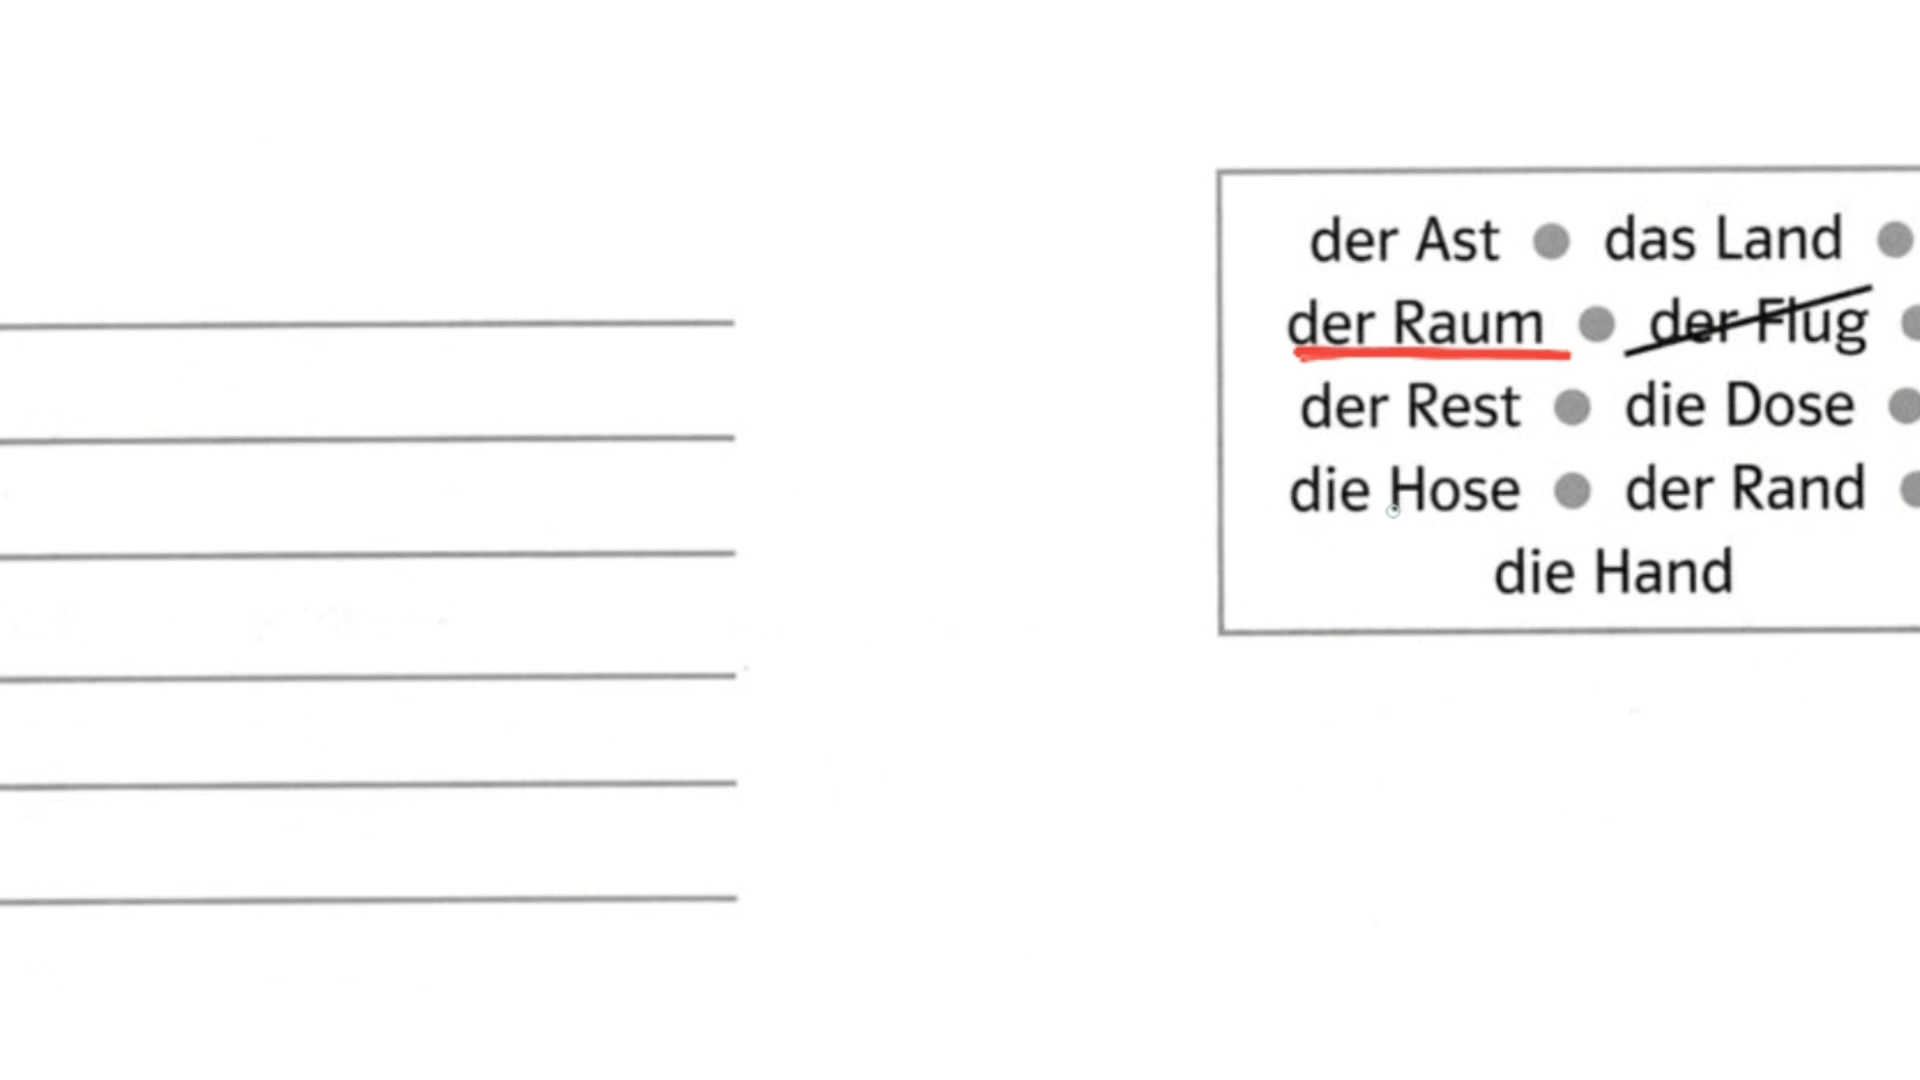 der Ast das Land
der Raum der Flug
der Rest die Dose
die Hose der Rand
die Hand